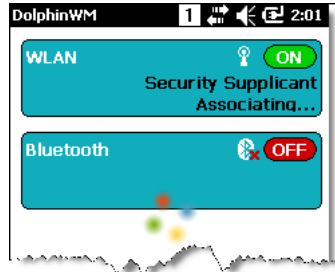 DolphinWM 1 2:01
WLAN ON
Security Supplicant
Associating...
Bluetooth OFF